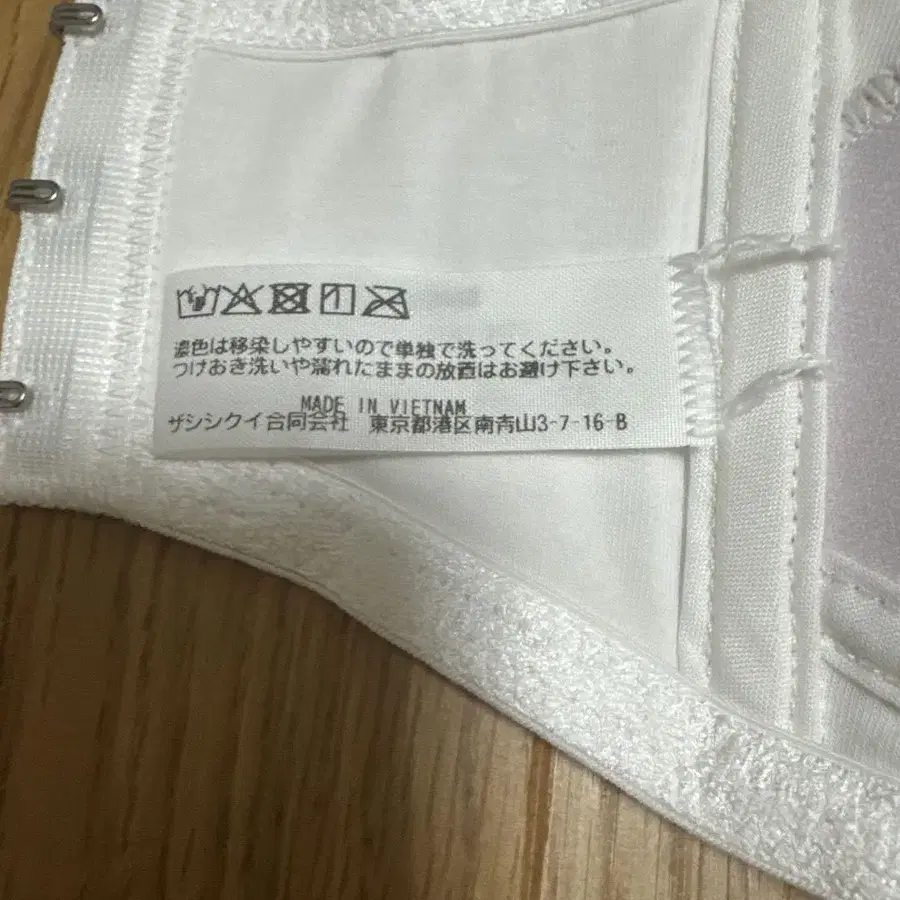 濃色は移染しやすいので単独で洗ってください。
つけおき洗いや濡れたままの放置はお避け下さい。
MADE IN VIETNAM
ザシシクイ合同会社 東京都港区南青山3-7-16-B